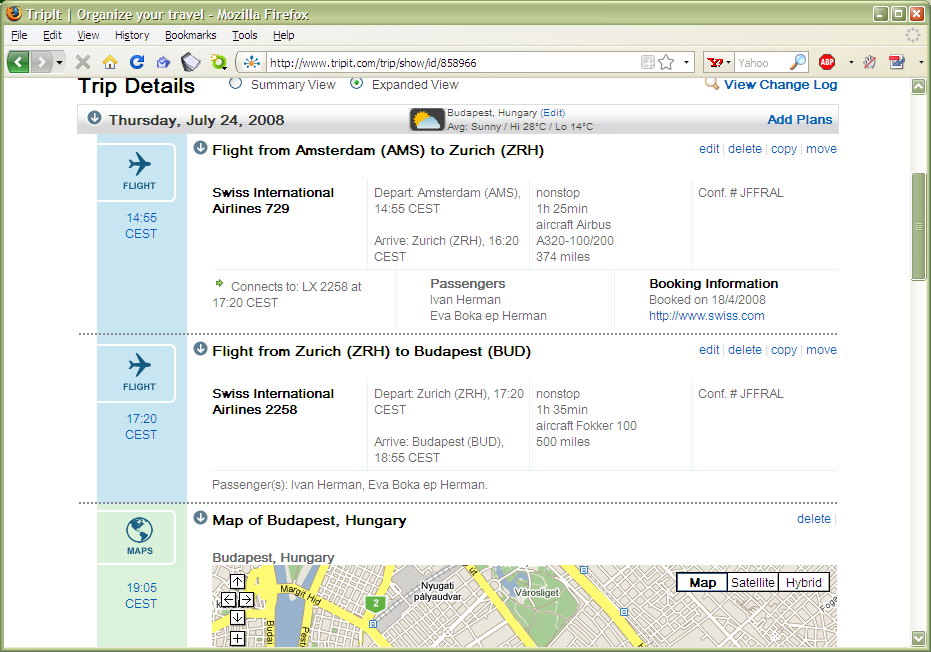 TripIt | Organize your travel - Mozilla Firefox
File Edit View History Bookmarks Tools Help
http://www.tripit.com/trip/show/id/858966
Yahoo
ABP
Trip Details
Summary View
Expanded View
View Change Log
Thursday, July 24, 2008
Budapest, Hungary (Edit)
Avg: Sunny / Hi 28°C / Lo 14°C
Add Plans
FLIGHT
14:55
CEST
Flight from Amsterdam (AMS) to Zurich (ZRH)
edit | delete | copy | move
Swiss International
Airlines 729
Depart: Amsterdam (AMS),
14:55 CEST
Arrive: Zurich (ZRH), 16:20
CEST
nonstop
1h 25min
aircraft Airbus
A320-100/200
374 miles
Conf. # JFFRAL
Connects to: LX 2258 at
17:20 CEST
Passengers
Ivan Herman
Eva Boka ep Herman
Booking Information
Booked on 18/4/2008
http://www.swiss.com
FLIGHT
17:20
CEST
Flight from Zurich (ZRH) to Budapest (BUD)
edit | delete | copy | move
Swiss International
Airlines 2258
Depart: Zurich (ZRH), 17:20
CEST
Arrive: Budapest (BUD),
18:55 CEST
nonstop
1h 35min
aircraft Fokker 100
500 miles
Conf. # JFFRAL
Passenger(s): Ivan Herman, Eva Boka ep Herman.
MAPS
19:05
CEST
Map of Budapest, Hungary
delete |
Budapest, Hungary
Map
Satellite
Hybrid
Margit Hid
2
Nyugati
pályaudvar
Városliget